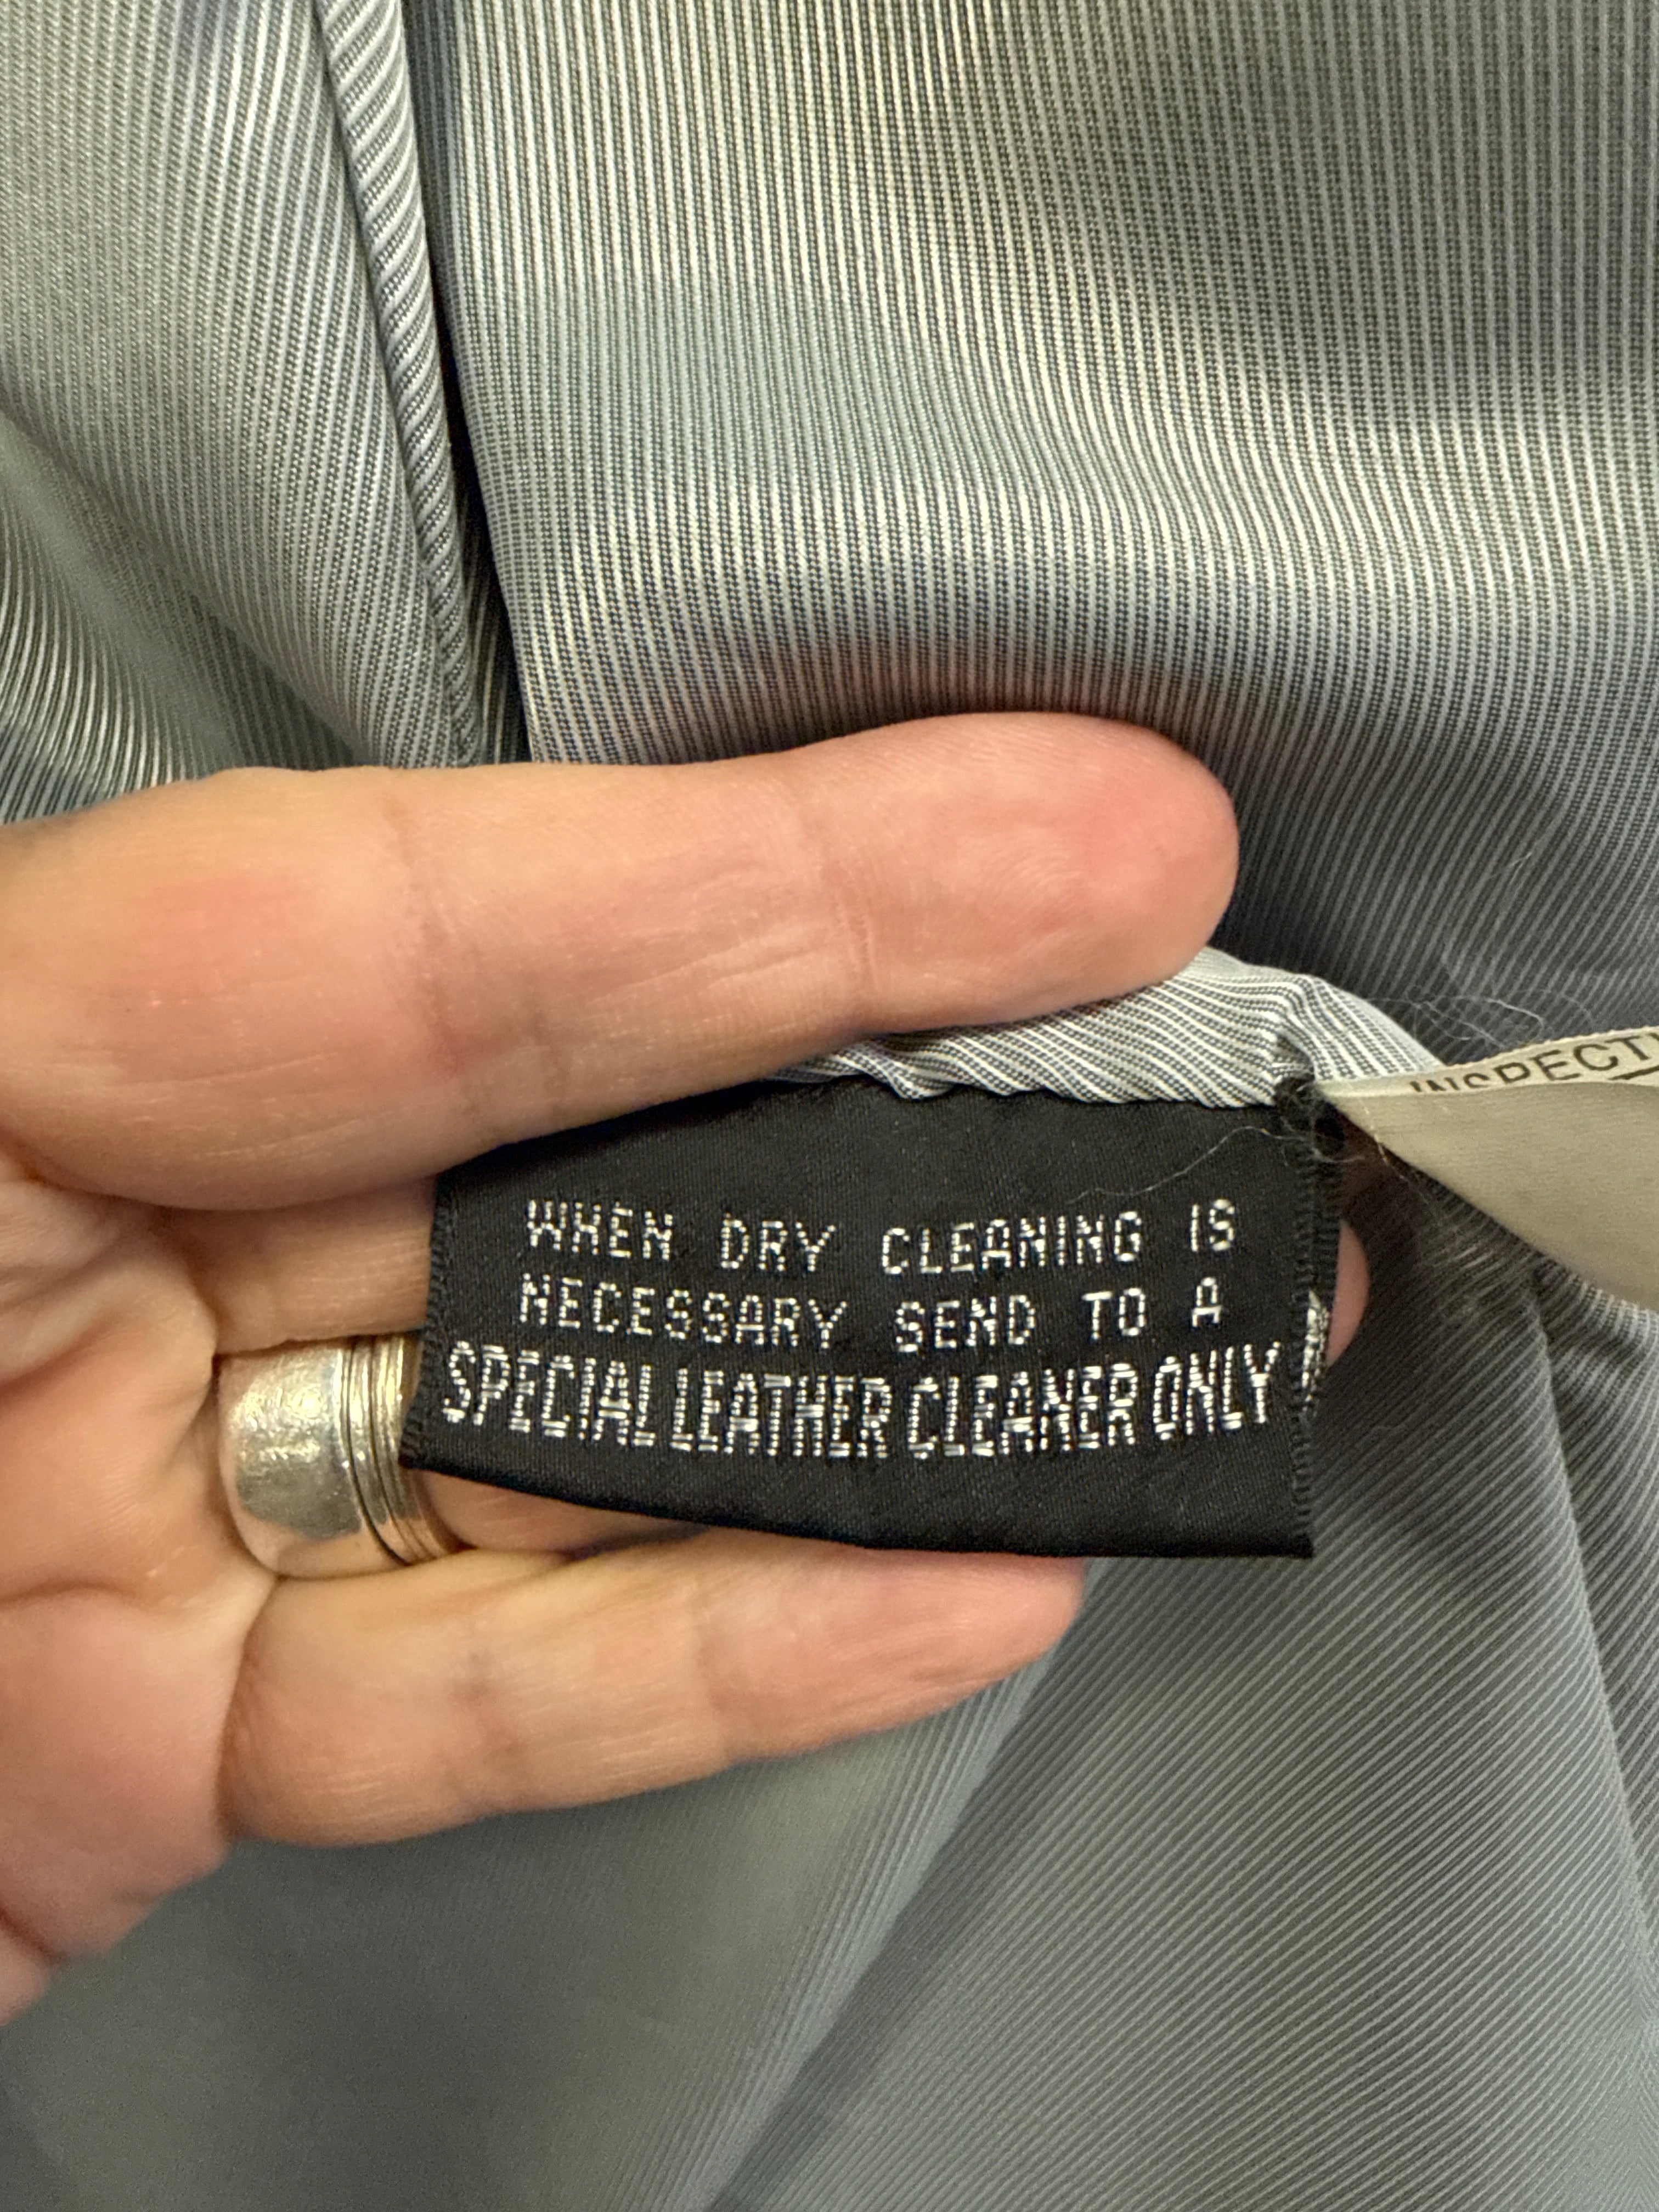 WHEN DRY CLEANING IS
NECESSARY SEND TO A
SPECIAL LEATHER CLEANER ONLY